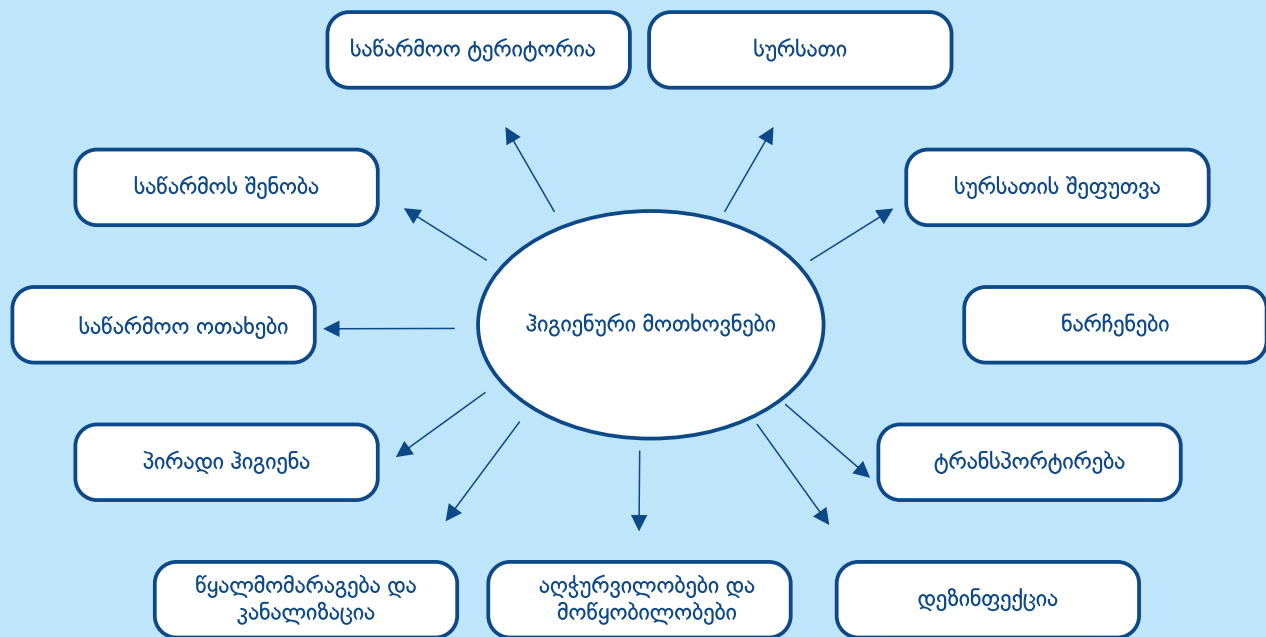 საწარმოო ტერიტორია
სურსათი
საწარმოს შენობა
სურსათის შეფუთვა
საწარმოო ოთახები
ჰიგიენური მოთხოვნები
ნარჩენები
პირადი ჰიგიენა
ტრანსპორტირება
წყალმომარაგება და
კანალიზაცია
აღჭურვილობები და
მოწყობილობები
დეზინფექცია